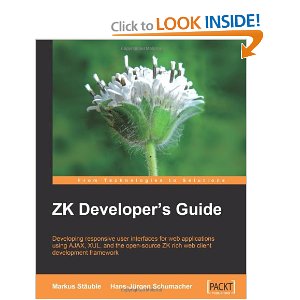 Click to LOOK INSIDE!
From Technologies to Solutions
ZK Developer's Guide
Developing responsive user interfaces for web applications
using AJAX, XUL, and the open-source ZK rich web client
development framework
Markus Stäuble
Hans-Jürgen Schumacher
PACKT
PUBLISHING